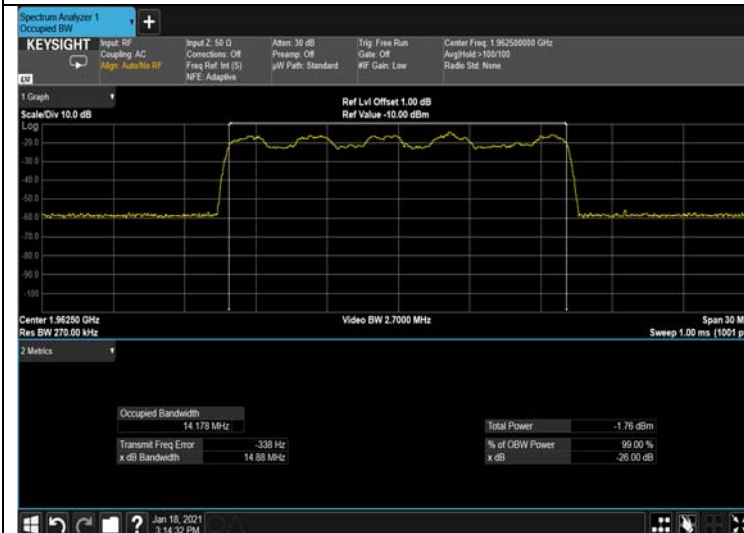 Spectrum Analyzer 1
Occupied BW
+
KEYSIGHT
Input: RF
Coupling: AC
Align: Auto/No RF
Input Z: 50 Ω
Corrections: Off
Freq Ref: Int (S)
NFE: Adaptive
Atten: 30 dB
Preamp: Off
µW Path: Standard
Trig: Free Run
Gate: Off
#IF Gain: Low
Center Freq: 1.962500000 GHz
Avg|Hold:>100/100
Radio Std: None
1 Graph
Scale/Div 10.0 dB
Ref Lvl Offset 1.00 dB
Ref Value -10.00 dBm
Log
-20.0
-30.0
-40.0
-50.0
-60.0
-70.0
-80.0
-90.0
-100
Center 1.96250 GHz
Res BW 270.00 kHz
Video BW 2.7000 MHz
Span 30 M
Sweep 1.00 ms (1001 p
2 Metrics
Occupied Bandwidth
14.178 MHz
Transmit Freq Error -338 Hz
x dB Bandwidth 14.88 MHz
Total Power -1.76 dBm
% of OBW Power 99.00 %
x dB -26.00 dB
?
Jan 18, 2021
3:14:32 PM